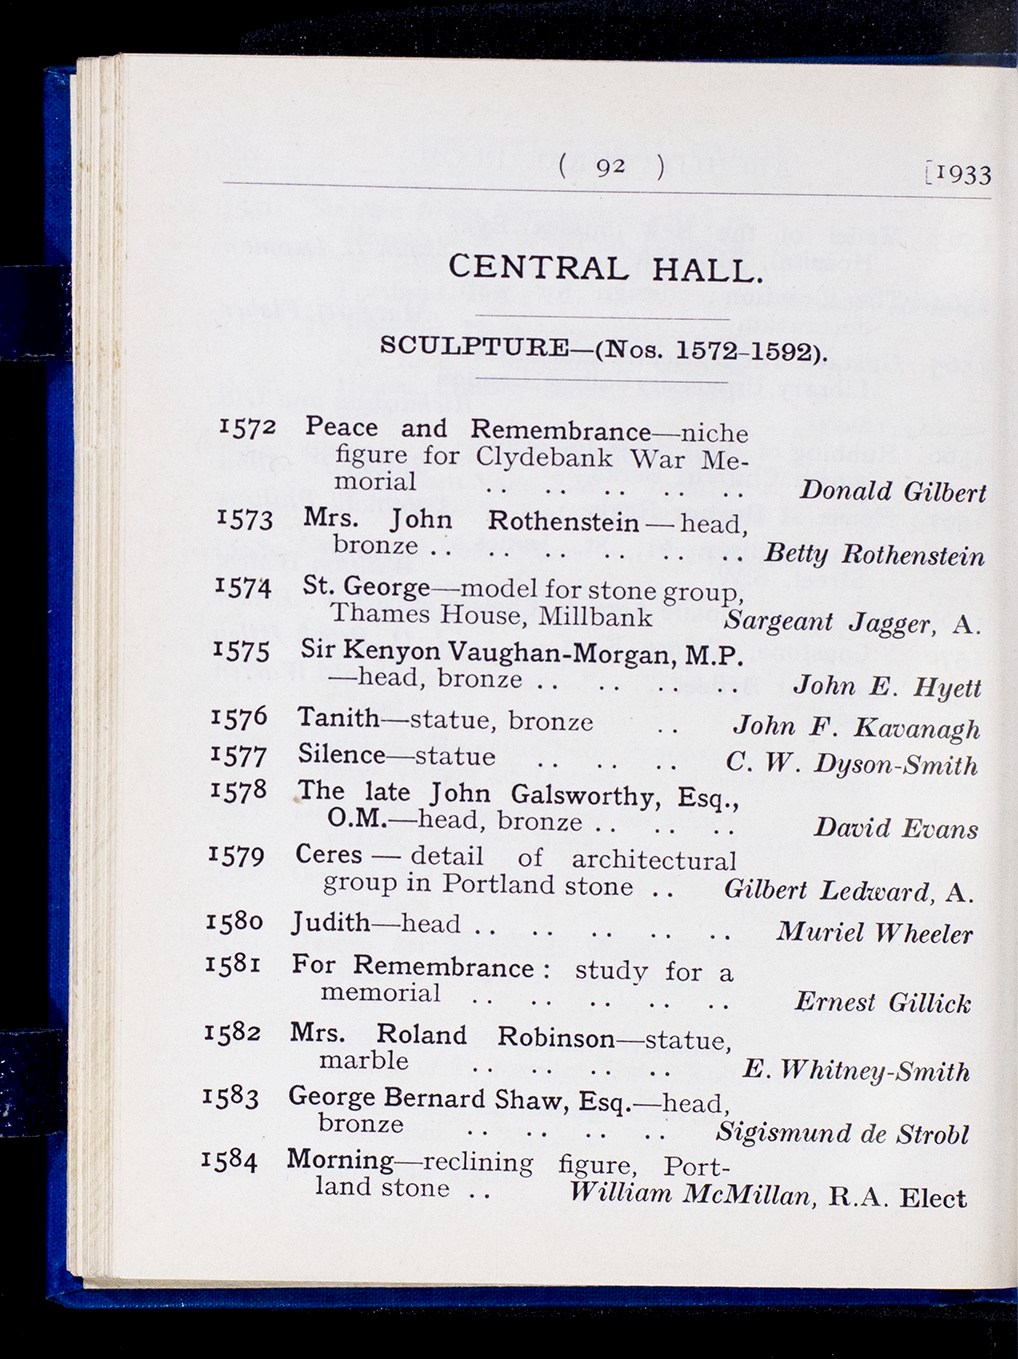 ( 92 ) [1933
CENTRAL HALL.
SCULPTURE—(Nos. 1572-1592).
1572 Peace and Remembrance—niche
figure for Clydebank War Me-
morial .. .. .. .. .. Donald Gilbert
1573 Mrs. John Rothenstein—head,
bronze .. .. .. .. .. .. Betty Rothenstein
1574 St. George—model for stone group,
Thames House, Millbank Sargeant Jagger, A.
1575 Sir Kenyon Vaughan-Morgan, M.P.
—head, bronze .. .. .. .. John E. Hyett
1576 Tanith—statue, bronze .. John F. Kavanagh
1577 Silence—statue .. .. .. C. W. Dyson-Smith
1578 The late John Galsworthy, Esq.,
O.M.—head, bronze .. .. .. David Evans
1579 Ceres — detail of architectural
group in Portland stone .. Gilbert Ledward, A.
1580 Judith—head .. .. .. .. .. Muriel Wheeler
1581 For Remembrance : study for a
memorial .. .. .. .. .. Ernest Gillick
1582 Mrs. Roland Robinson—statue,
marble .. .. .. .. E. Whitney-Smith
1583 George Bernard Shaw, Esq.—head,
bronze .. .. .. .. Sigismund de Strobl
1584 Morning—reclining figure, Port-
land stone .. William McMillan, R.A. Elect